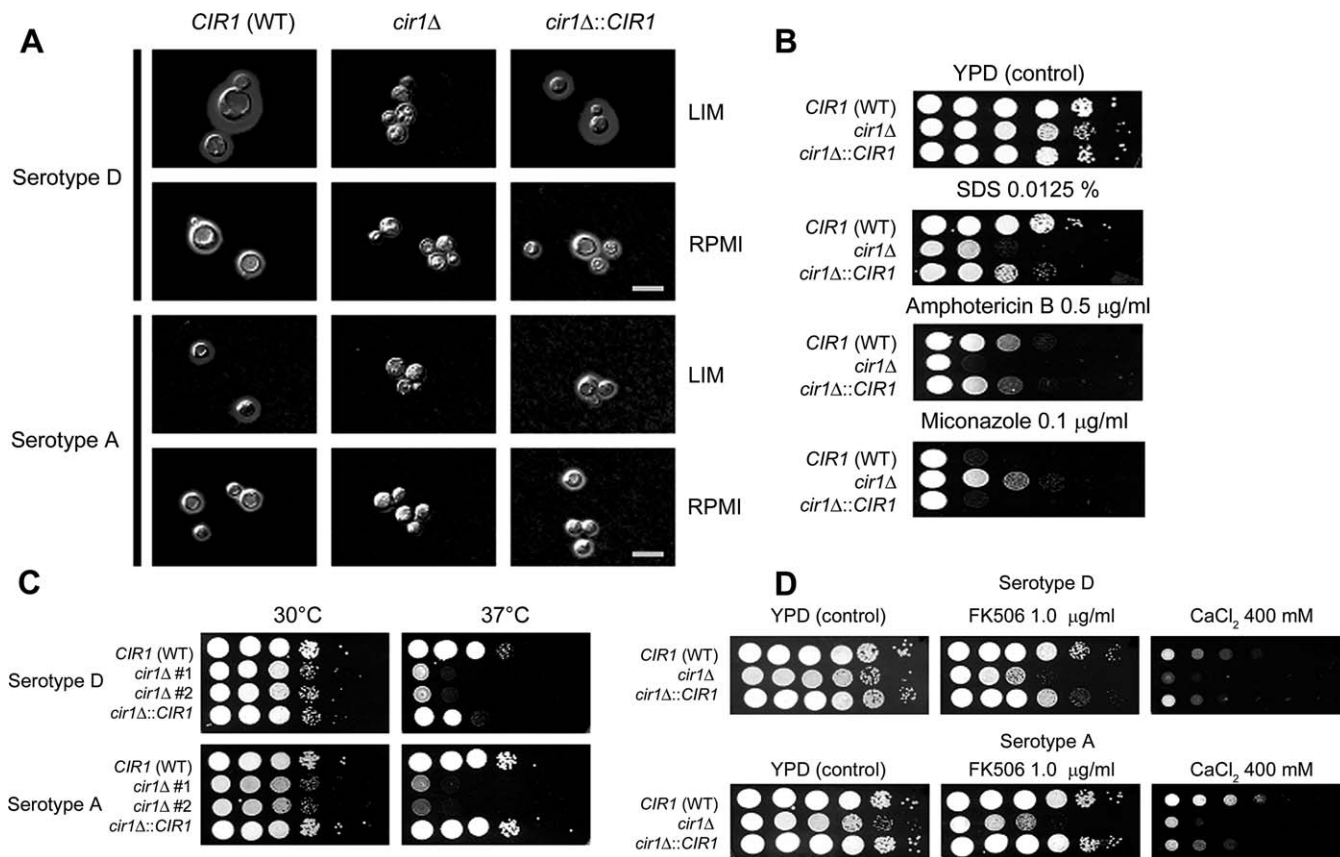 A
CIR1 (WT)
cir1Δ
cir1Δ::CIR1
Serotype D
LIM
RPMI
Serotype A
LIM
RPMI
B
YPD (control)
CIR1 (WT)
cir1Δ
cir1Δ::CIR1
SDS 0.0125 %
CIR1 (WT)
cir1Δ
cir1Δ::CIR1
Amphotericin B 0.5 μg/ml
CIR1 (WT)
cir1Δ
cir1Δ::CIR1
Miconazole 0.1 μg/ml
CIR1 (WT)
cir1Δ
cir1Δ::CIR1
C
30°C 37°C
Serotype D
CIR1 (WT)
cir1Δ #1
cir1Δ #2
cir1Δ::CIR1
Serotype A
CIR1 (WT)
cir1Δ #1
cir1Δ #2
cir1Δ::CIR1
D
Serotype D
YPD (control) FK506 1.0 μg/ml CaCl₂ 400 mM
CIR1 (WT)
cir1Δ
cir1Δ::CIR1
Serotype A
YPD (control) FK506 1.0 μg/ml CaCl₂ 400 mM
CIR1 (WT)
cir1Δ
cir1Δ::CIR1